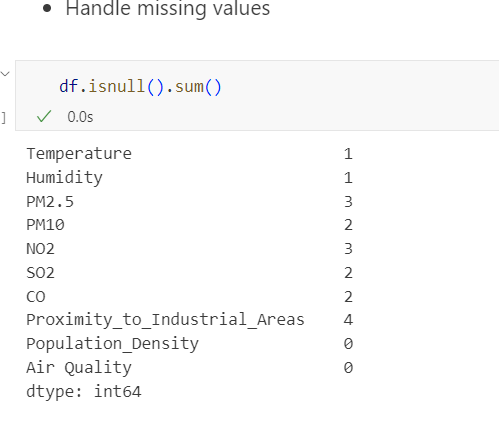 • Handle missing values
df.isnull().sum()
] ✓ 0.0s
Temperature 1
Humidity 1
PM2.5 3
PM10 2
NO2 3
SO2 2
CO 2
Proximity_to_Industrial_Areas 4
Population_Density 0
Air Quality 0
dtype: int64